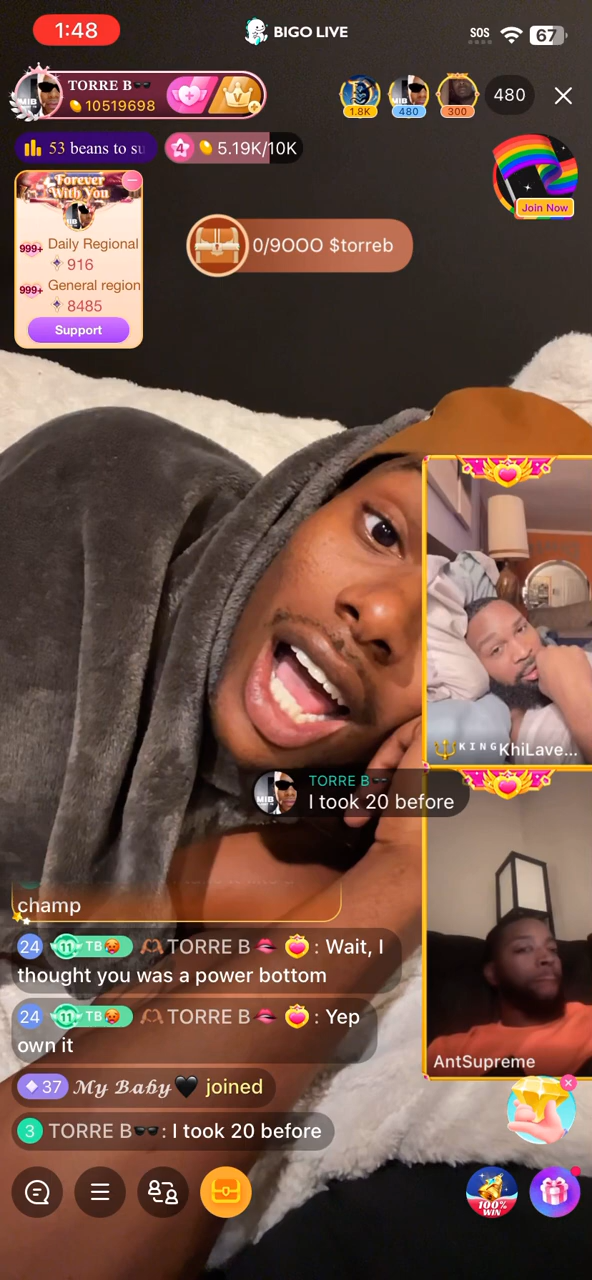 1:48
BIGO LIVE
SOS
67
TORRE B🕶️
10519698
1.8K
480
300
480
53 beans to su
4
5.19K/10K
Forever
With You
Join Now
999+ Daily Regional
916
999+ General region
8485
Support
0/9OOO $torreb
KING KhiLave...
TORRE B
I took 20 before
champ
24 11 TB🥵 🫶🏾TORRE B🫦 😍 : Wait, I
thought you was a power bottom
24 11 TB🥵 🫶🏾TORRE B🫦 😍 : Yep
own it
AntSupreme
37 𝓜𝔂 𝓑𝓪𝓫𝔂🖤 joined
3 TORRE B🕶️: I took 20 before
100%
WIN